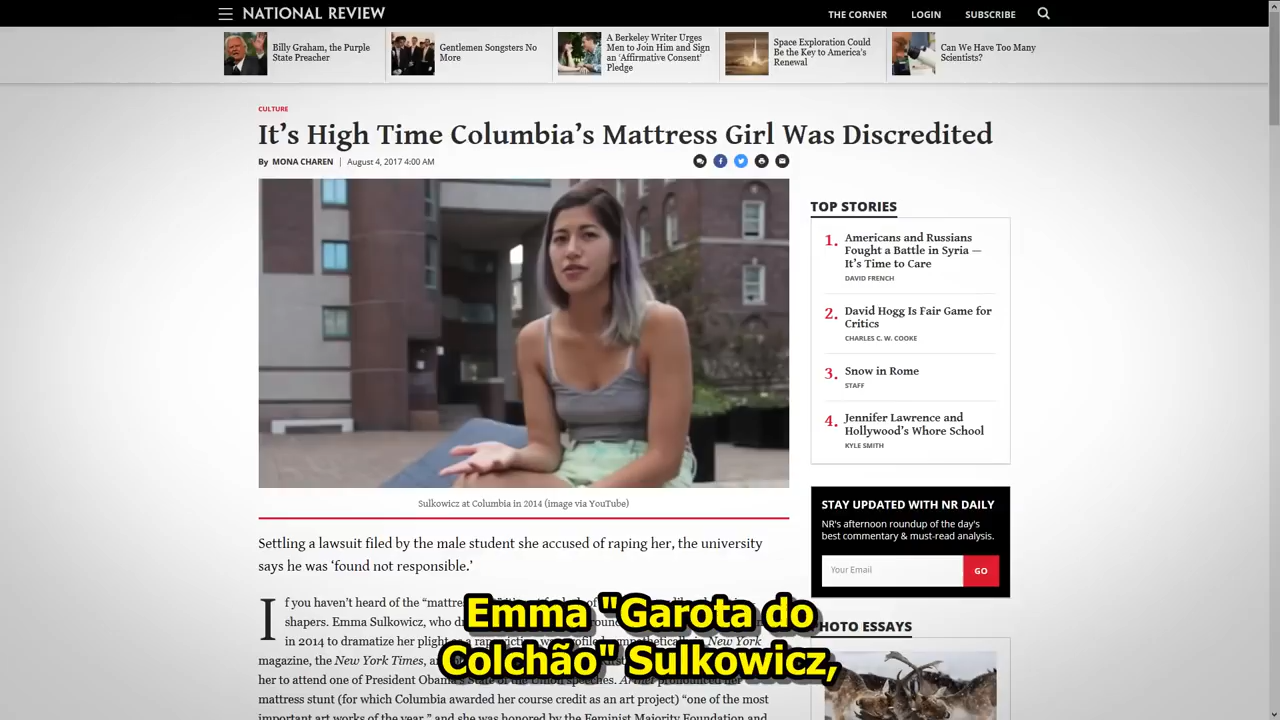 NATIONAL REVIEW
THE CORNER
LOGIN
SUBSCRIBE
Billy Graham, the Purple
State Preacher
Gentlemen Songsters No
More
A Berkeley Writer Urges
Men to Join Him and Sign
an ‘Affirmative Consent’
Pledge
Space Exploration Could
Be the Key to America's
Renewal
Can We Have Too Many
Scientists?
CULTURE
It’s High Time Columbia’s Mattress Girl Was Discredited
By MONA CHAREN | August 4, 2017 4:00 AM
Sulkowicz at Columbia in 2014 (image via YouTube)
Settling a lawsuit filed by the male student she accused of raping her, the university
says he was ‘found not responsible.’
If you haven’t heard of the “mattre
shapers. Emma Sulkowicz, who
in 2014 to dramatize her plight
New York
magazine, the New York Times,
her to attend one of President Obama's State of the Union speeches.
mattress stunt (for which Columbia awarded her course credit as an art project) “one of the most
important art works of the year,” and she was honored by the Feminist Majority Foundation and
Emma "Garota do
Colchão" Sulkowicz,
TOP STORIES
1. Americans and Russians
Fought a Battle in Syria —
It’s Time to Care
DAVID FRENCH
2. David Hogg Is Fair Game for
Critics
CHARLES C. W. COOKE
3. Snow in Rome
STAFF
4. Jennifer Lawrence and
Hollywood’s Whore School
KYLE SMITH
STAY UPDATED WITH NR DAILY
NR's afternoon roundup of the day's
best commentary & must-read analysis.
Your Email
GO
PHOTO ESSAYS